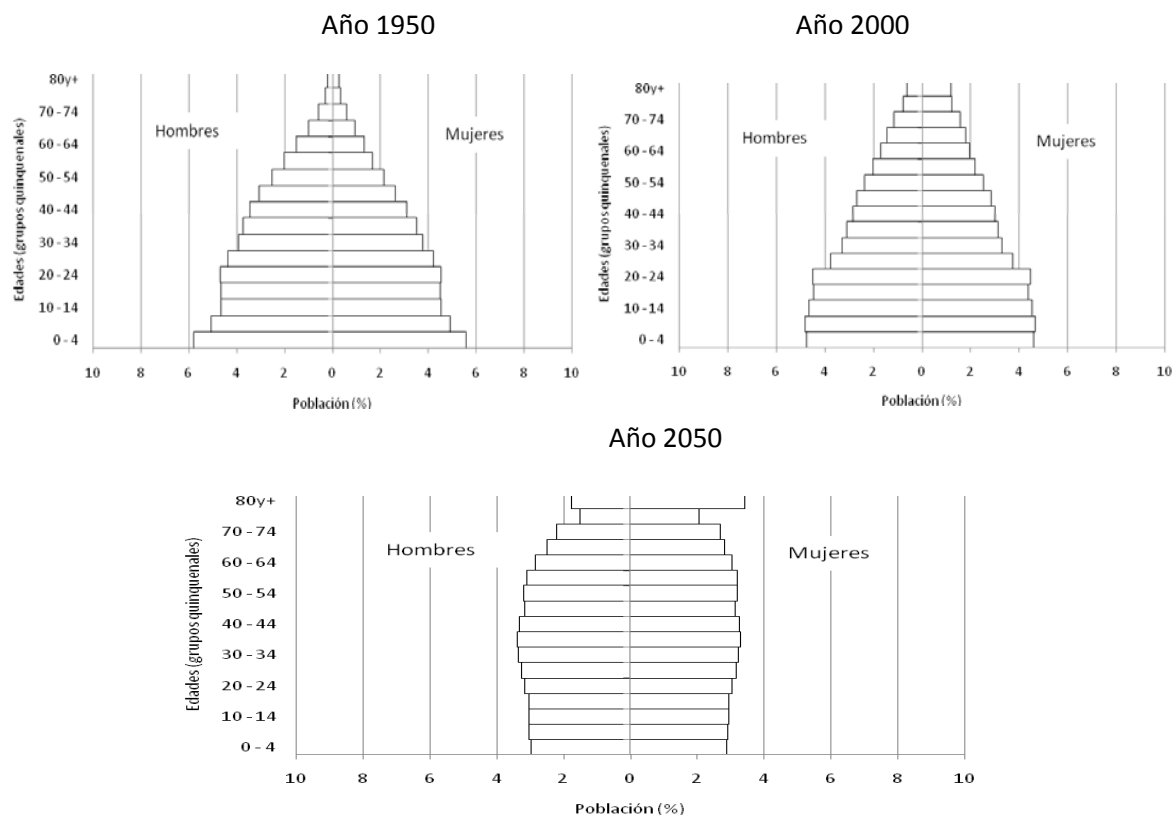 Año 1950
80y+
70 - 74
60 - 64
50 - 54
40 - 44
30 - 34
20 - 24
10 - 14
0 - 4
Edades (grupos quinquenales)
Hombres
Mujeres
10 8 6 4 2 0 2 4 6 8 10
Población (%)
Año 2000
80y+
70 - 74
60 - 64
50 - 54
40 - 44
30 - 34
20 - 24
10 - 14
0 - 4
Edades (grupos quinquenales)
Hombres
Mujeres
10 8 6 4 2 0 2 4 6 8 10
Población (%)
Año 2050
80y+
70 - 74
60 - 64
50 - 54
40 - 44
30 - 34
20 - 24
10 - 14
0 - 4
Edades (grupos quinquenales)
Hombres
Mujeres
10 8 6 4 2 0 2 4 6 8 10
Población (%)